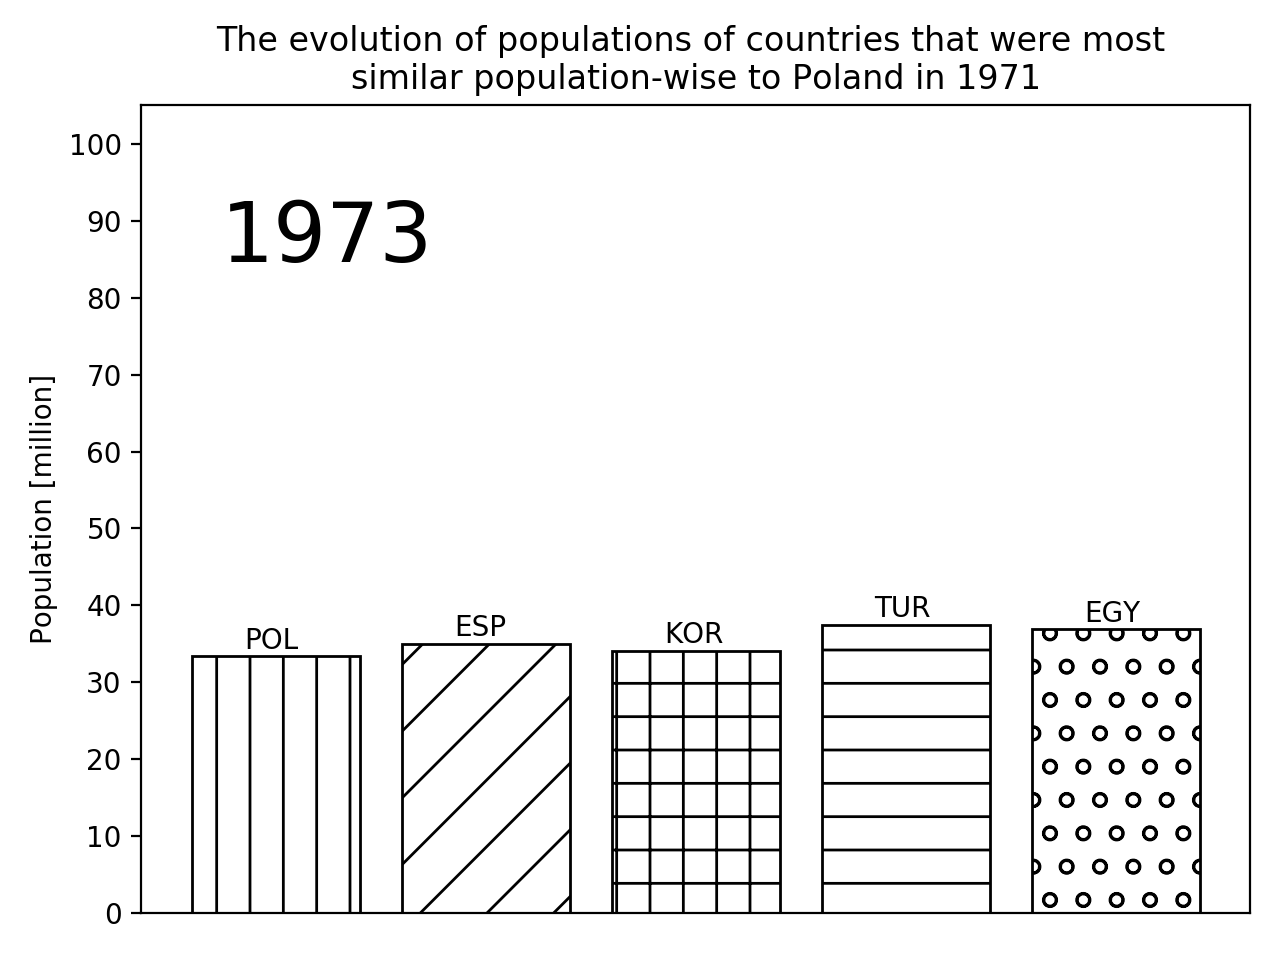 The evolution of populations of countries that were most
similar population-wise to Poland in 1971
1973
Population [million]
100
90
80
70
60
50
40
30
20
10
0
POL
ESP
KOR
TUR
EGY